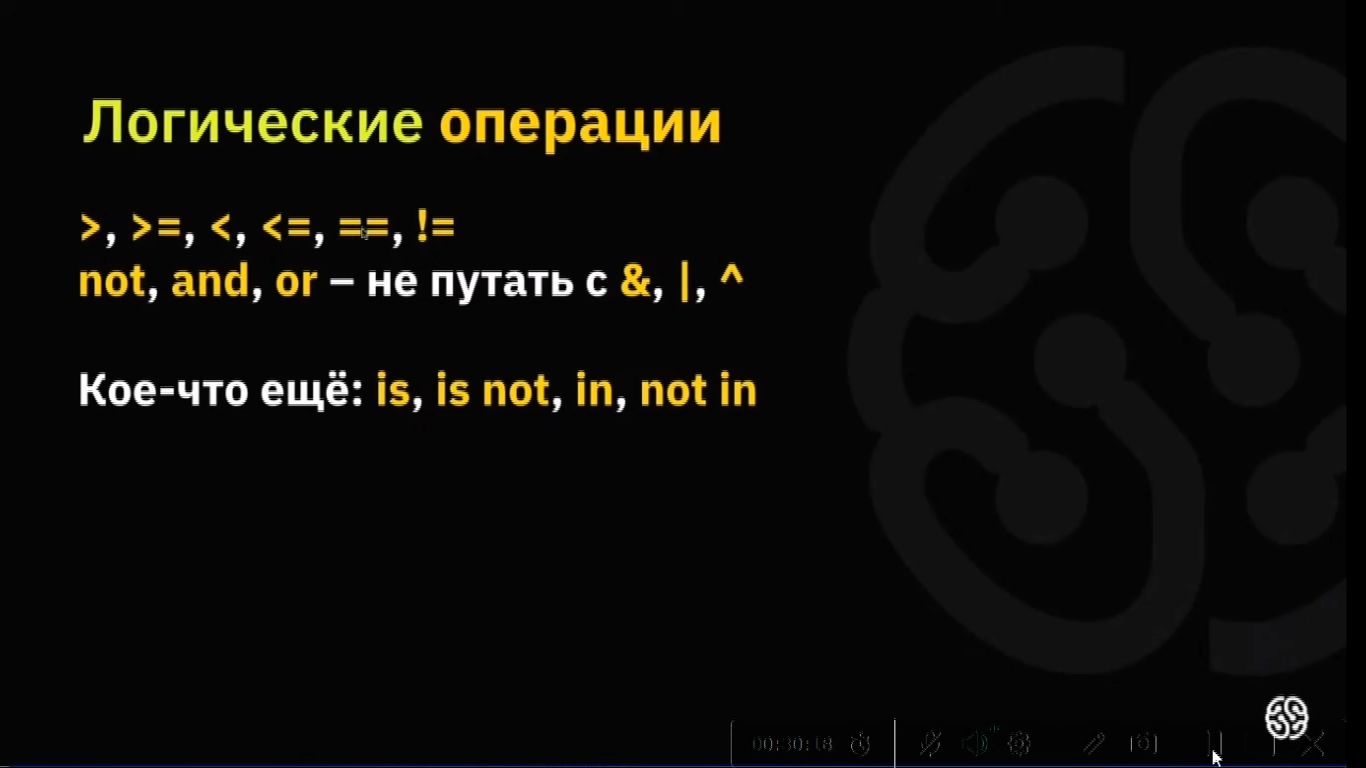 Логические операции
>, >=, <, <=, ==, !=
not, and, or – не путать с &, |, ^
Кое-что ещё: is, is not, in, not in
00:30:18